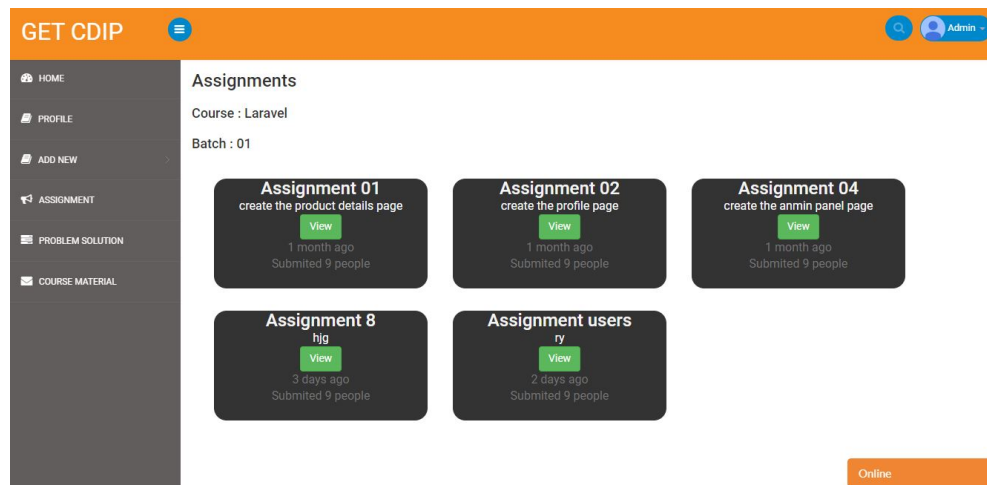 GET CDIP
Admin
HOME
PROFILE
ADD NEW
ASSIGNMENT
PROBLEM SOLUTION
COURSE MATERIAL
Assignments
Course : Laravel
Batch : 01
Assignment 01
create the product details page
View
1 month ago
Submited 9 people
Assignment 02
create the profile page
View
1 month ago
Submited 9 people
Assignment 04
create the anmin panel page
View
1 month ago
Submited 9 people
Assignment 8
hjg
View
3 days ago
Submited 9 people
Assignment users
ry
View
2 days ago
Submited 9 people
Online